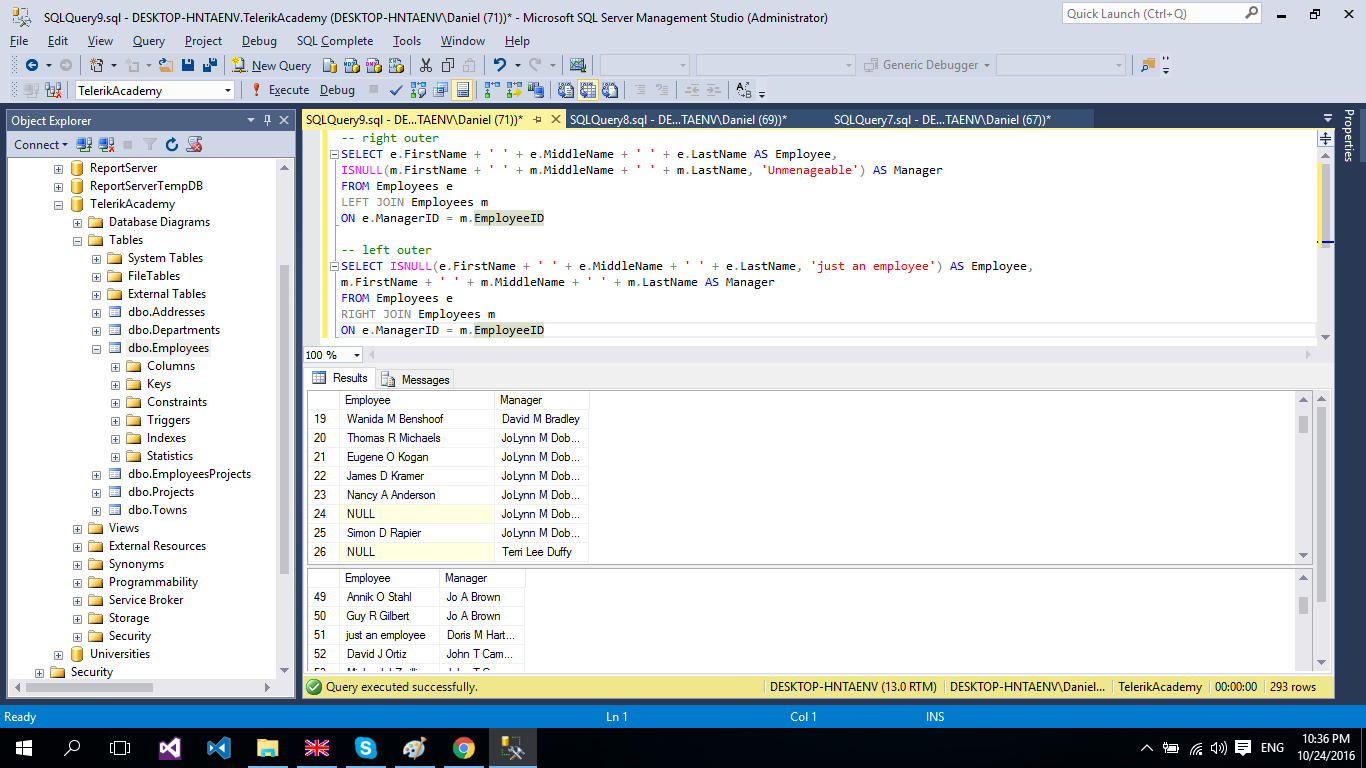 SQLQuery9.sql - DESKTOP-HNTAENV.TelerikAcademy (DESKTOP-HNTAENV\Daniel (71))* - Microsoft SQL Server Management Studio (Administrator)
Quick Launch (Ctrl+Q)
File Edit View Query Project Debug SQL Complete Tools Window Help
New Query
Generic Debugger
TelerikAcademy
Execute Debug
Object Explorer
Connect
ReportServer
ReportServerTempDB
TelerikAcademy
Database Diagrams
Tables
System Tables
FileTables
External Tables
dbo.Addresses
dbo.Departments
dbo.Employees
Columns
Keys
Constraints
Triggers
Indexes
Statistics
dbo.EmployeesProjects
dbo.Projects
dbo.Towns
Views
External Resources
Synonyms
Programmability
Service Broker
Storage
Security
Universities
Security
SQLQuery9.sql - DE...TAENV\Daniel (71))* SQLQuery8.sql - DE...TAENV\Daniel (69))* SQLQuery7.sql - DE...TAENV\Daniel (67))*
Properties
-- right outer
SELECT e.FirstName + ' ' + e.MiddleName + ' ' + e.LastName AS Employee,
ISNULL(m.FirstName + ' ' + m.MiddleName + ' ' + m.LastName, 'Unmenageable') AS Manager
FROM Employees e
LEFT JOIN Employees m
ON e.ManagerID = m.EmployeeID
-- left outer
SELECT ISNULL(e.FirstName + ' ' + e.MiddleName + ' ' + e.LastName, 'just an employee') AS Employee,
m.FirstName + ' ' + m.MiddleName + ' ' + m.LastName AS Manager
FROM Employees e
RIGHT JOIN Employees m
ON e.ManagerID = m.EmployeeID
100 %
Results Messages
Employee Manager
19 Wanida M Benshoof David M Bradley
20 Thomas R Michaels JoLynn M Dob...
21 Eugene O Kogan JoLynn M Dob...
22 James D Kramer JoLynn M Dob...
23 Nancy A Anderson JoLynn M Dob...
24 NULL JoLynn M Dob...
25 Simon D Rapier JoLynn M Dob...
26 NULL Terri Lee Duffy
Employee Manager
49 Annik O Stahl Jo A Brown
50 Guy R Gilbert Jo A Brown
51 just an employee Doris M Hart...
52 David J Ortiz John T Cam...
Query executed successfully. DESKTOP-HNTAENV (13.0 RTM) DESKTOP-HNTAENV\Daniel... TelerikAcademy 00:00:00 293 rows
Ready Ln 1 Col 1 INS
ENG
10:36 PM
10/24/2016